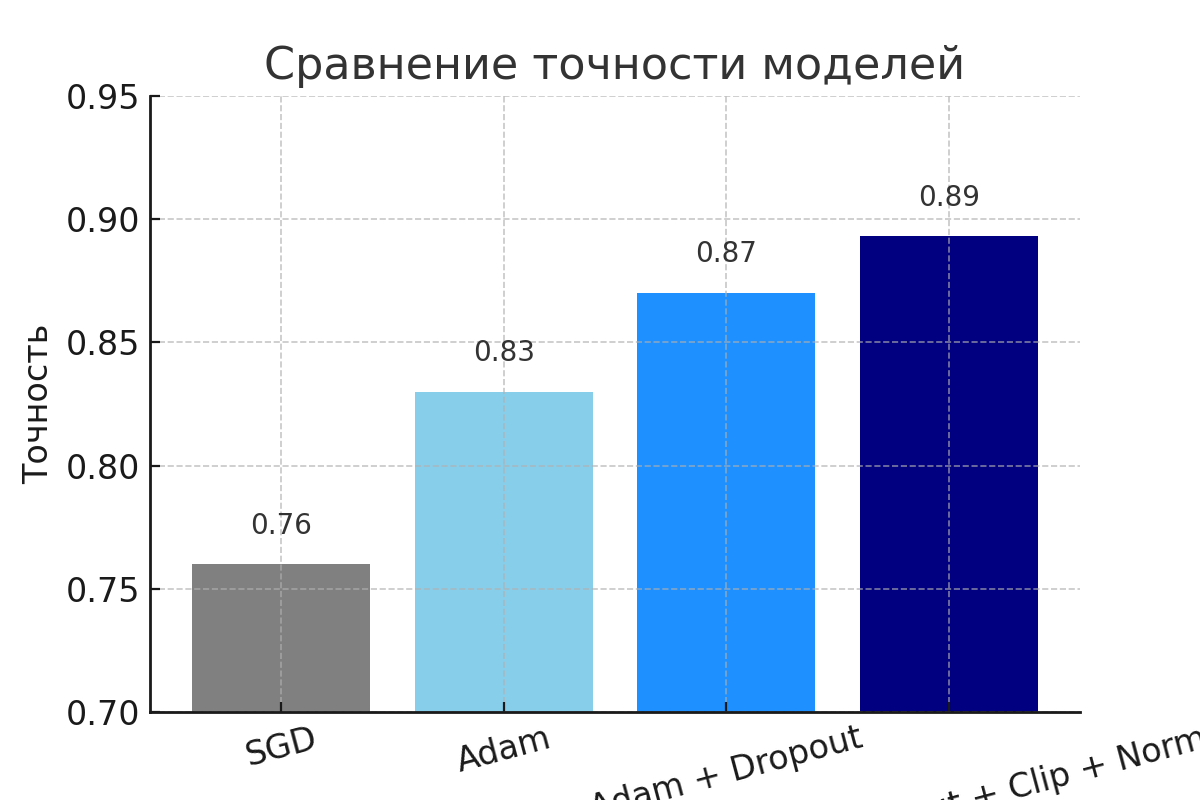 Сравнение точности моделей
Точность
0.95
0.90
0.85
0.80
0.75
0.70
0.76
0.83
0.87
0.89
SGD
Adam
Adam + Dropout
+ Clip + Norm